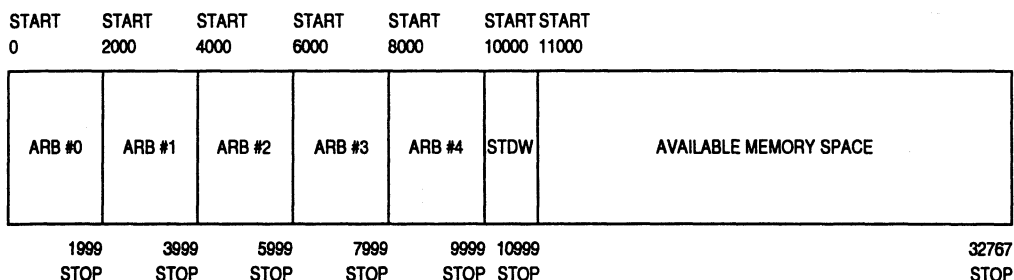 START START START START START START START
0 2000 4000 6000 8000 10000 11000
ARB #0 ARB #1 ARB #2 ARB #3 ARB #4 STDW AVAILABLE MEMORY SPACE
1999 3999 5999 7999 9999 10999 32767
STOP STOP STOP STOP STOP STOP STOP